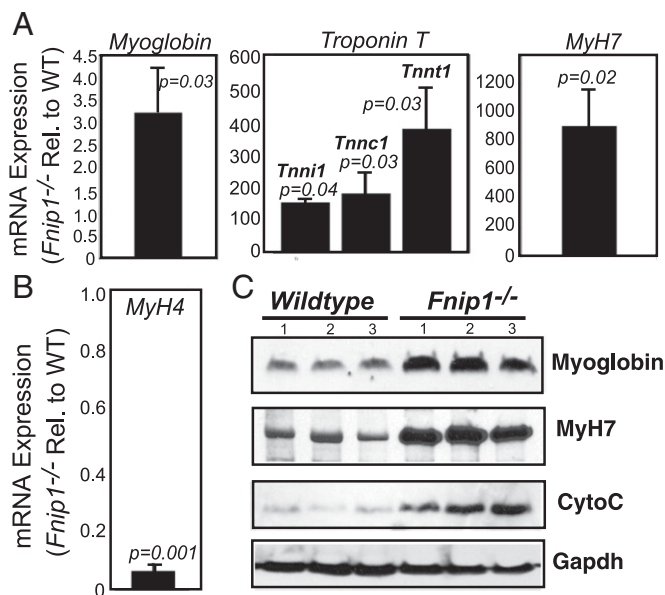 A
Myoglobin
Troponin T
MyH7
mRNA Expression
(Fnip1-/- Rel. to WT)
4.5
4.0
3.5
3.0
2.5
2.0
1.5
1.0
0.5
0
p=0.03
600
500
400
300
200
100
0
Tnni1
p=0.04
Tnnc1
p=0.03
Tnnt1
p=0.03
1200
1000
800
600
400
200
0
p=0.02
B
MyH4
mRNA Expression
(Fnip1-/- Rel. to WT)
1.0
0.8
0.6
0.4
0.2
0
p=0.001
C
Wildtype Fnip1-/-
1 2 3 1 2 3
Myoglobin
MyH7
CytoC
Gapdh